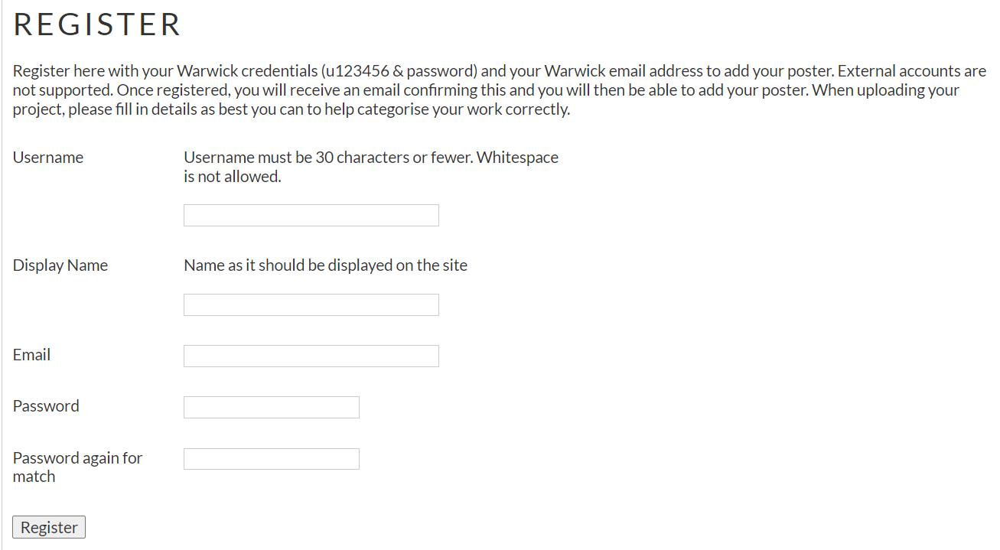 REGISTER
Register here with your Warwick credentials (u123456 & password) and your Warwick email address to add your poster. External accounts are
not supported. Once registered, you will receive an email confirming this and you will then be able to add your poster. When uploading your
project, please fill in details as best you can to help categorise your work correctly.
Username
Username must be 30 characters or fewer. Whitespace
is not allowed.
Display Name
Name as it should be displayed on the site
Email
Password
Password again for
match
Register